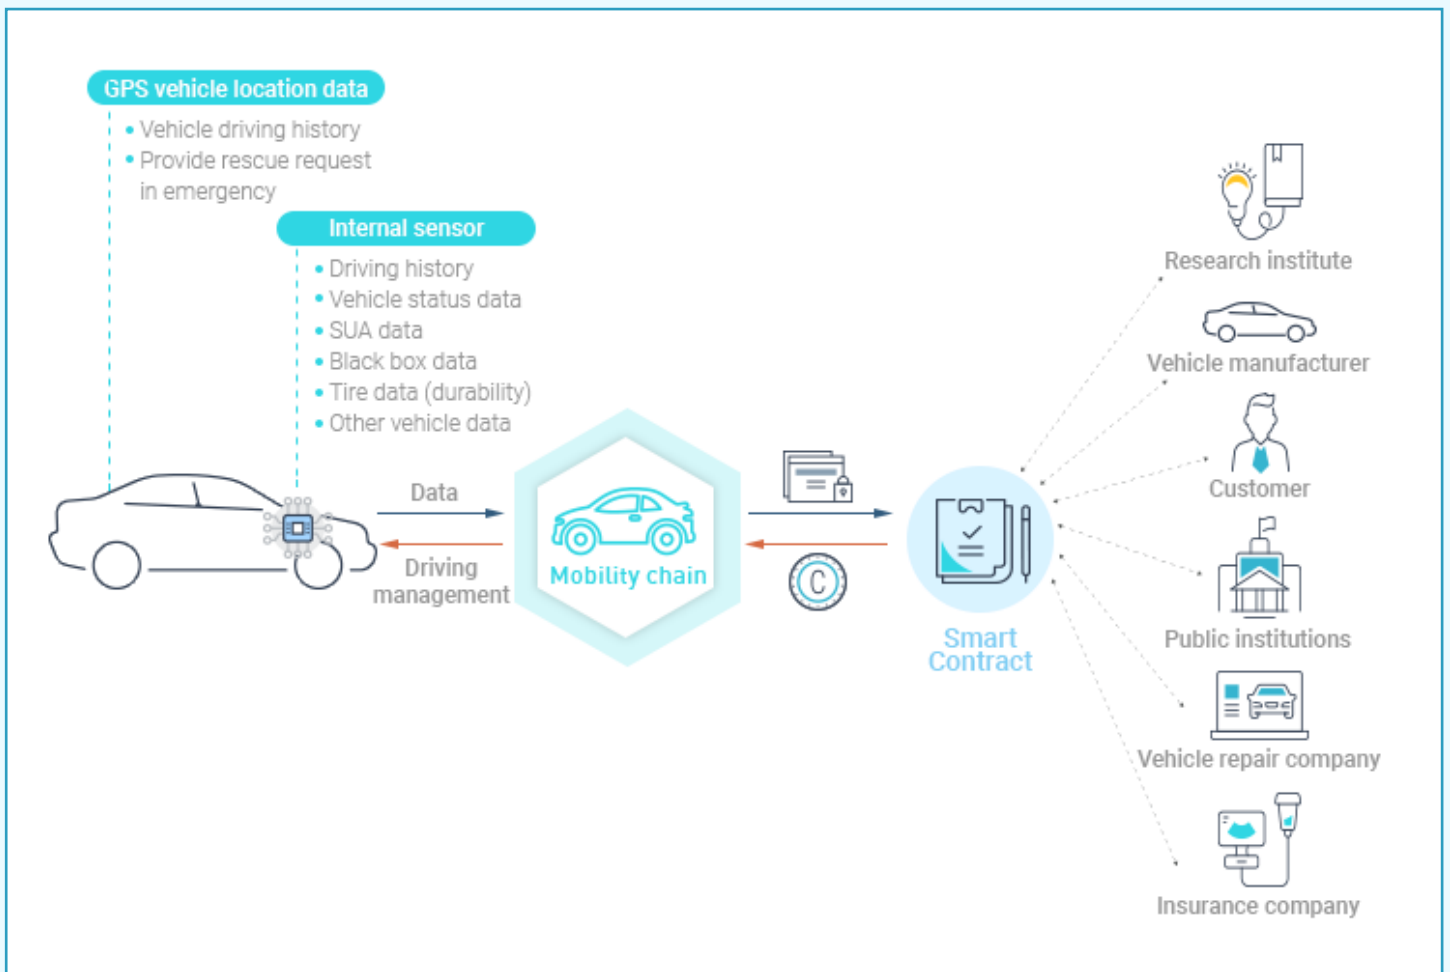 GPS vehicle location data
• Vehicle driving history
• Provide rescue request
in emergency
Internal sensor
• Driving history
• Vehicle status data
• SUA data
• Black box data
• Tire data (durability)
• Other vehicle data
Data
Driving
management
Mobility chain
C
Smart
Contract
Research institute
Vehicle manufacturer
Customer
Public institutions
Vehicle repair company
Insurance company